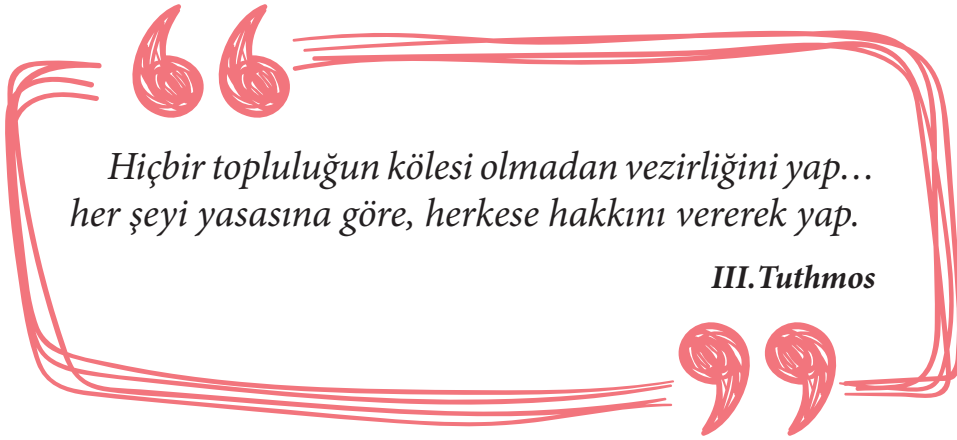 Hiçbir topluluğun kölesi olmadan vezirliğini yap…
her şeyi yasasına göre, herkese hakkını vererek yap.
III.Tuthmos